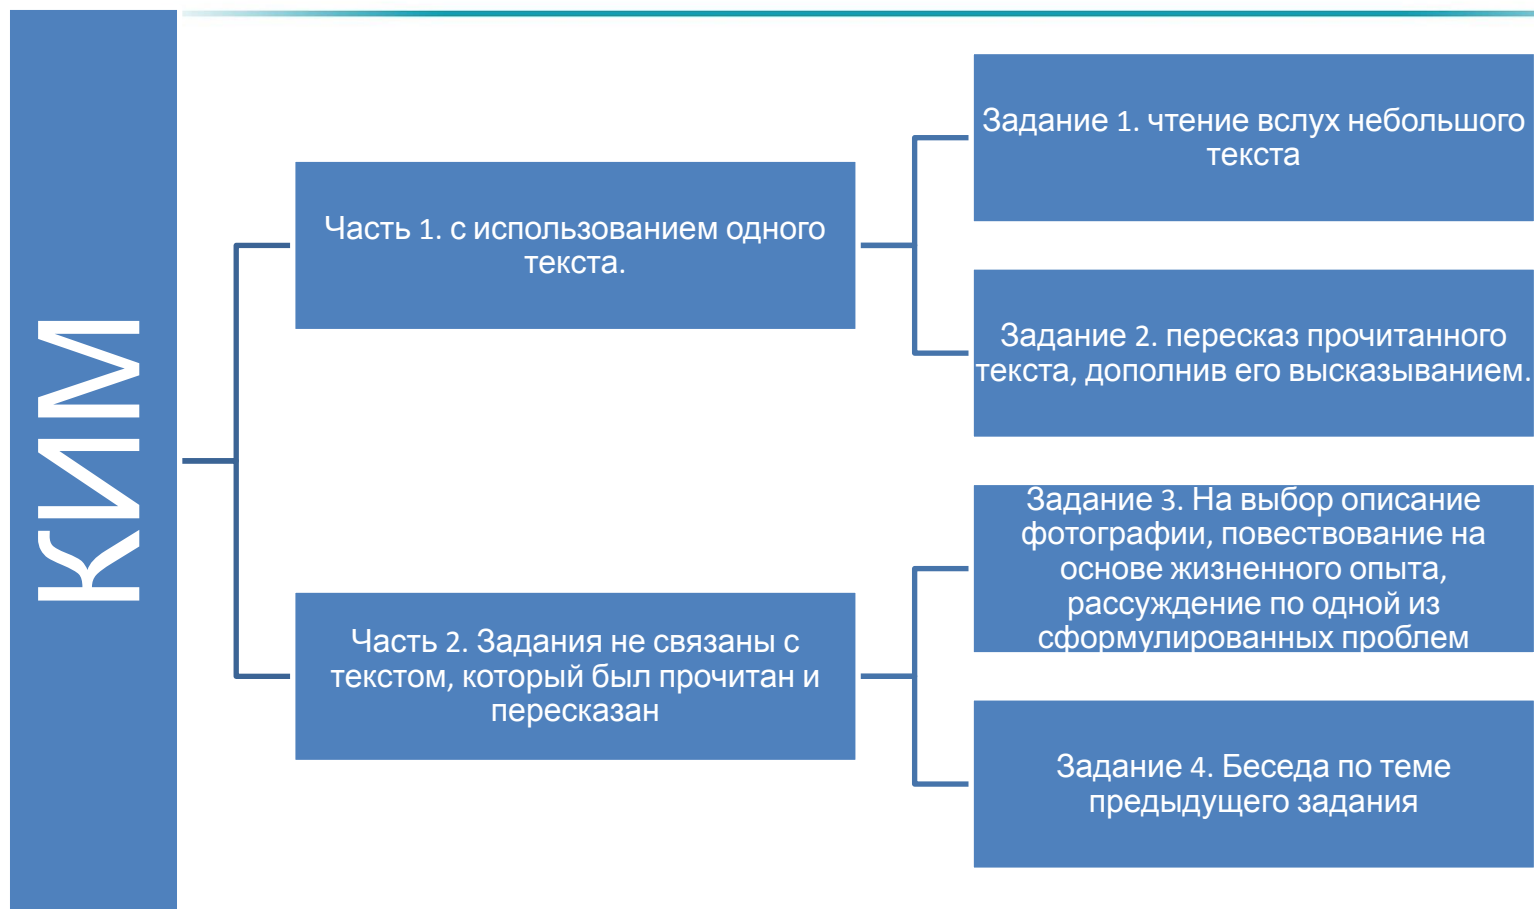 КИМ
Часть 1. с использованием одного
текста.
Задание 1. чтение вслух небольшого
текста
Задание 2. пересказ прочитанного
текста, дополнив его высказыванием.
Часть 2. Задания не связаны с
текстом, который был прочитан и
пересказан
Задание 3. На выбор описание
фотографии, повествование на
основе жизненного опыта,
рассуждение по одной из
сформулированных проблем
Задание 4. Беседа по теме
предыдущего задания